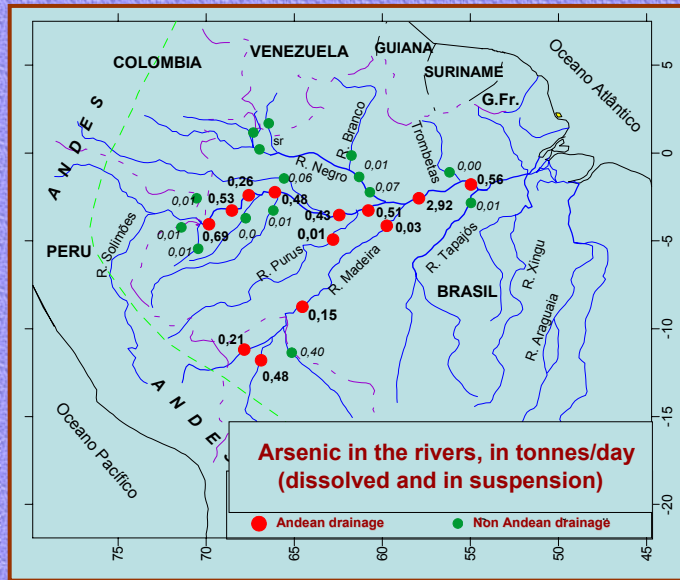 COLOMBIA
VENEZUELA
GUIANA
SURINAME
G.Fr.
Oceano Atlântico
ANDES
PERU
BRASIL
ANDES
Oceano Pacífico
R. Solimões
R. Negro
R. Branco
Trombetas
R. Purus
R. Madeira
R. Tapajós
R. Xingu
R. Araguaia
sr
0,01
0,07
0,00
0,06
0,26
0,48
0,53
0,01
0,01
0,69
0,01
0,0
0,01
0,43
0,01
0,51
0,03
2,92
0,56
0,01
0,15
0,21
0,48
0,40
5
0
-5
-10
-15
-20
75
70
65
60
55
50
45
Arsenic in the rivers, in tonnes/day
(dissolved and in suspension)
Andean drainage
Non Andean drainage